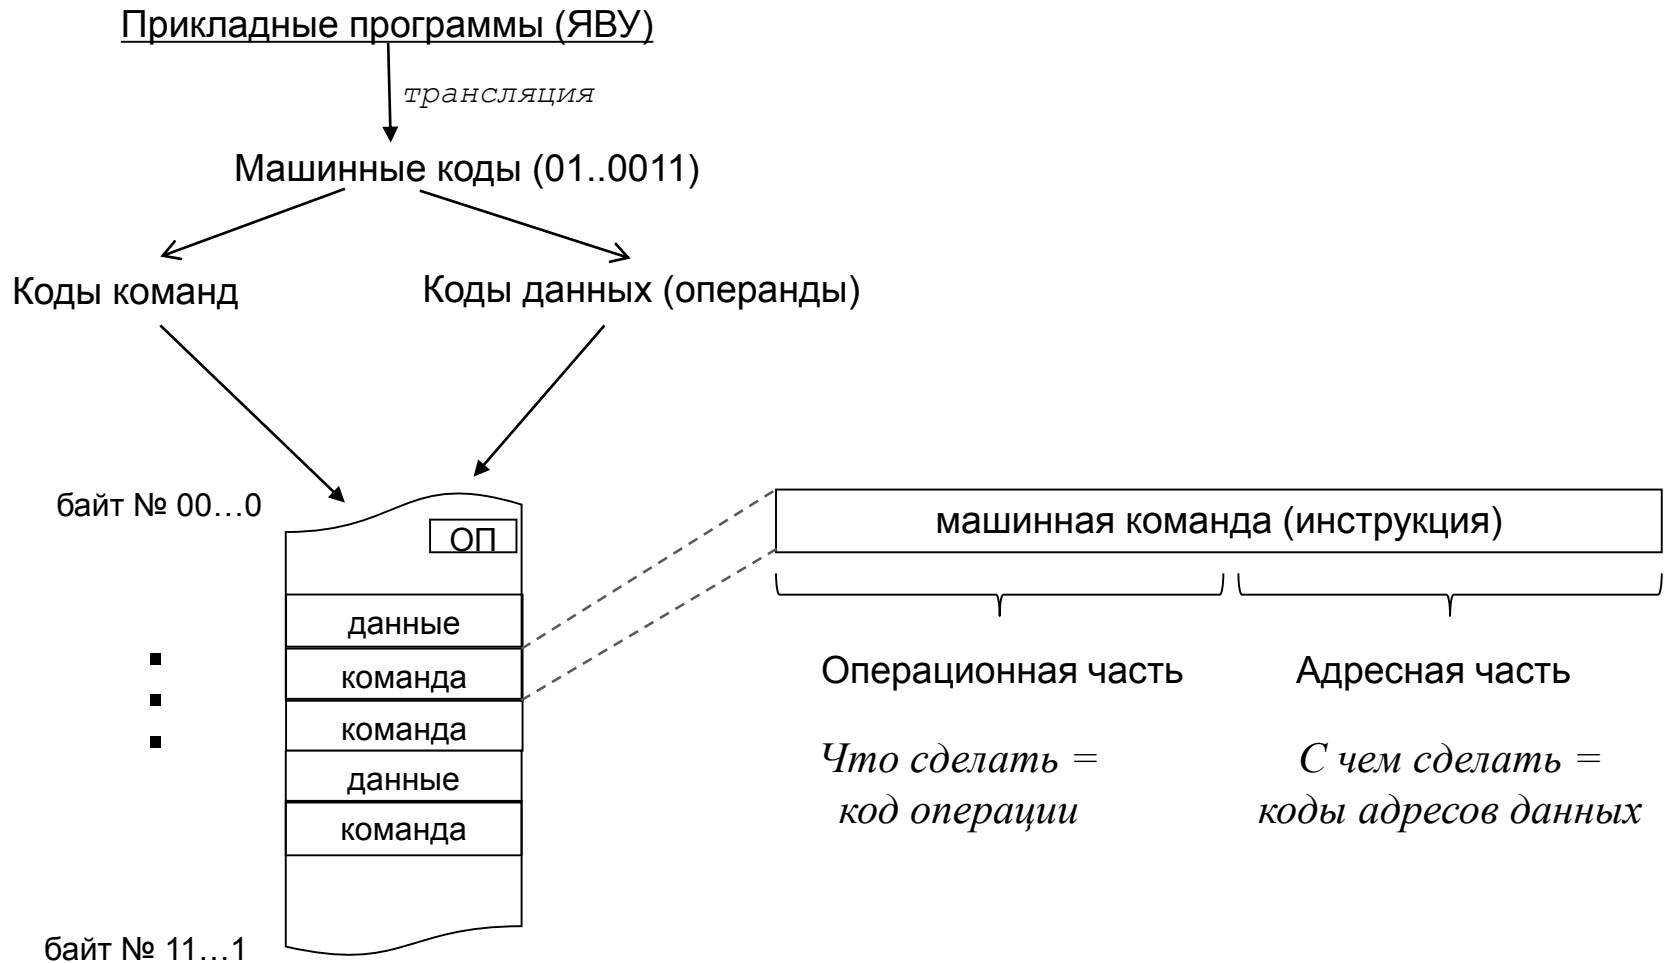 Прикладные программы (ЯВУ)
трансляция
Машинные коды (01..0011)
Коды команд
Коды данных (операнды)
байт № 00…0
ОП
данные
команда
команда
данные
команда
байт № 11…1
машинная команда (инструкция)
Операционная часть
Адресная часть
Что сделать =
код операции
С чем сделать =
коды адресов данных